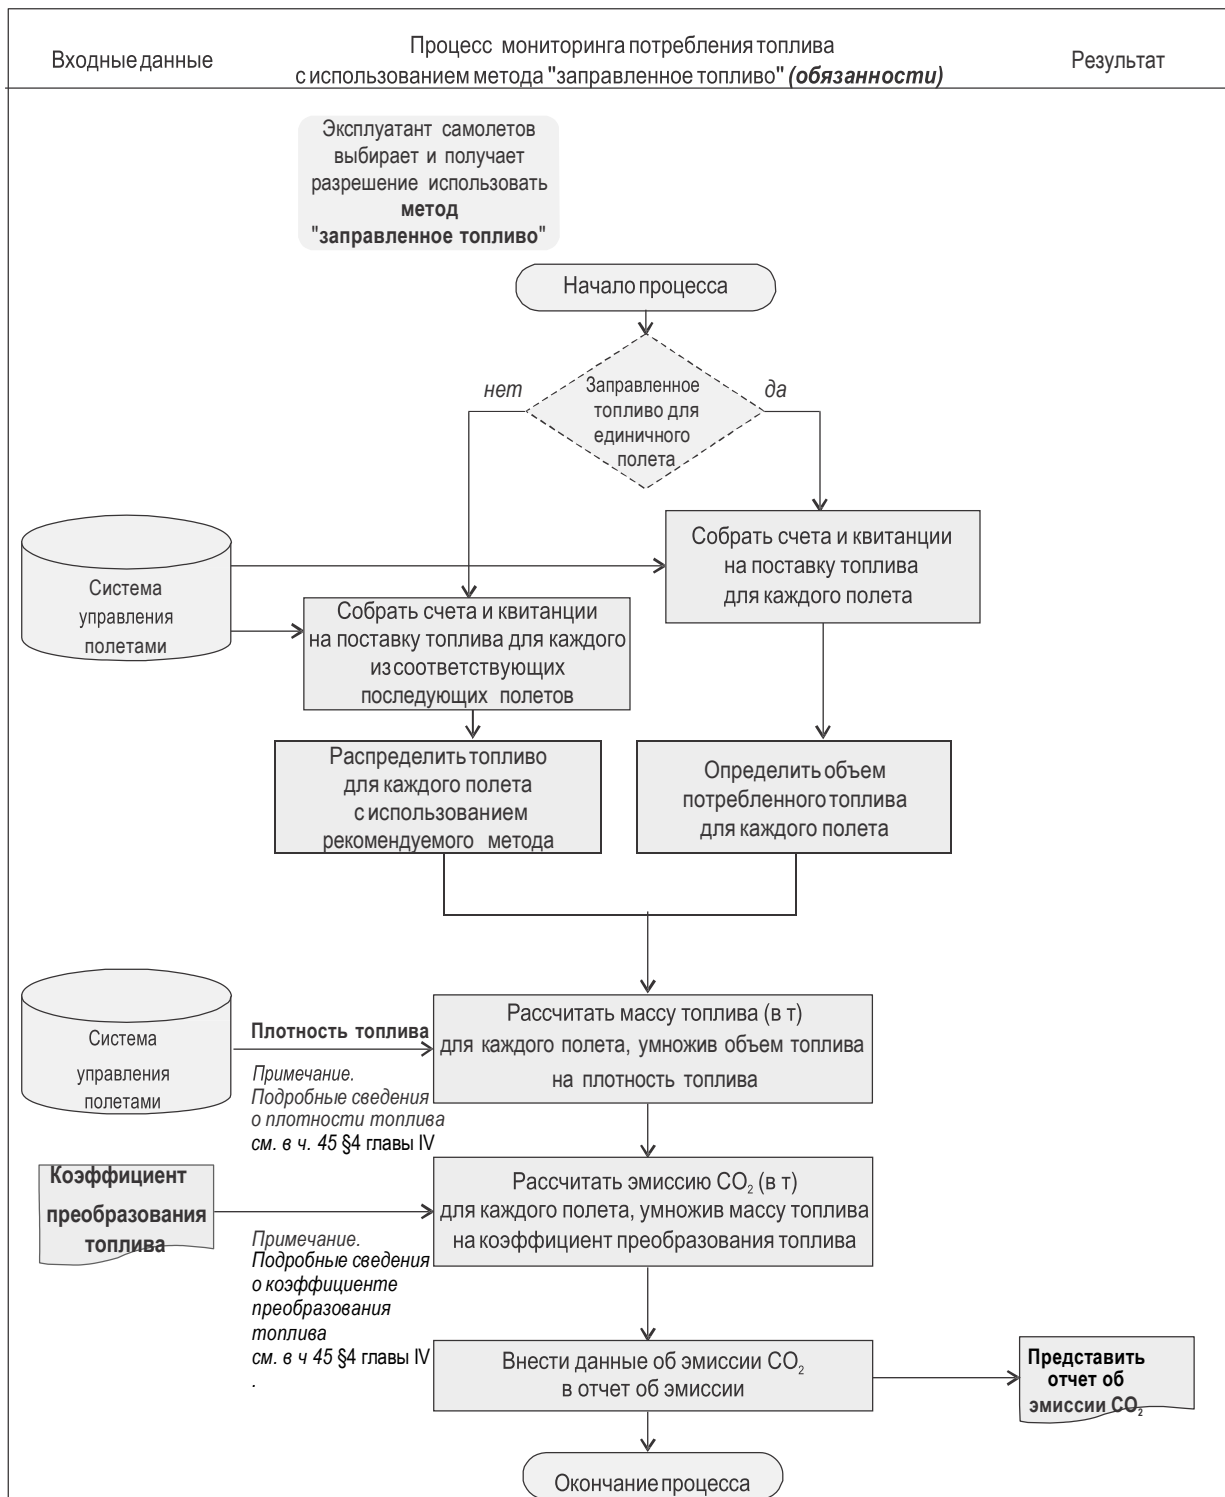 Входные данные
Процесс мониторинга потребления топлива
с использованием метода "заправленное топливо" (обязанности)
Результат
Эксплуатант самолетов
выбирает и получает
разрешение использовать
метод
"заправленное топливо"
Начало процесса
нет
Заправленное
топливо для
единичного
полета
да
Система
управления
полетами
Собрать счета и квитанции
на поставку топлива
для каждого полета
Собрать счета и квитанции
на поставку топлива для каждого
из соответствующих
последующих полетов
Распределить топливо
для каждого полета
с использованием
рекомендуемого метода
Определить объем
потребленного топлива
для каждого полета
Система
управления
полетами
Плотность топлива
Примечание.
Подробные сведения
о плотности топлива
см. в ч. 45 §4 главы IV
Рассчитать массу топлива (в т)
для каждого полета, умножив объем топлива
на плотность топлива
Коэффициент
преобразования
топлива
Примечание.
Подробные сведения
о коэффициенте
преобразования
топлива
см. в ч 45 §4 главы IV
.
Рассчитать эмиссию CO₂ (в т)
для каждого полета, умножив массу топлива
на коэффициент преобразования топлива
Внести данные об эмиссии CO₂
в отчет об эмиссии
Представить
отчет об
эмиссии CO₂
Окончание процесса